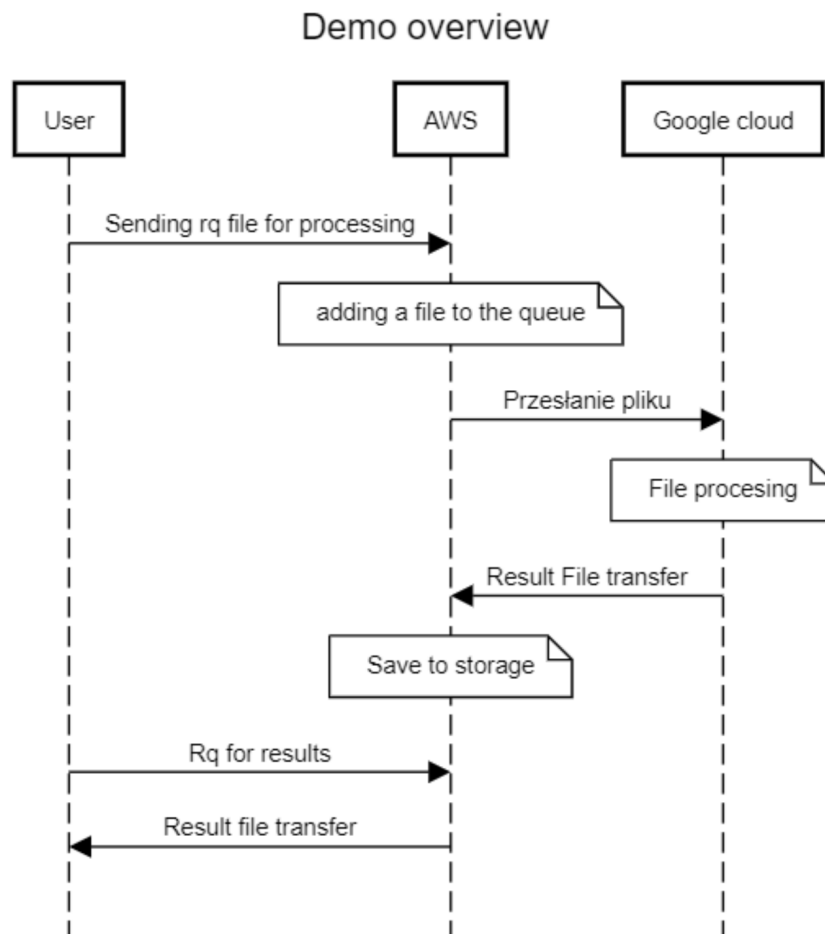 Demo overview
User
AWS
Google cloud
Sending rq file for processing
adding a file to the queue
Przesłanie pliku
File procesing
Result File transfer
Save to storage
Rq for results
Result file transfer